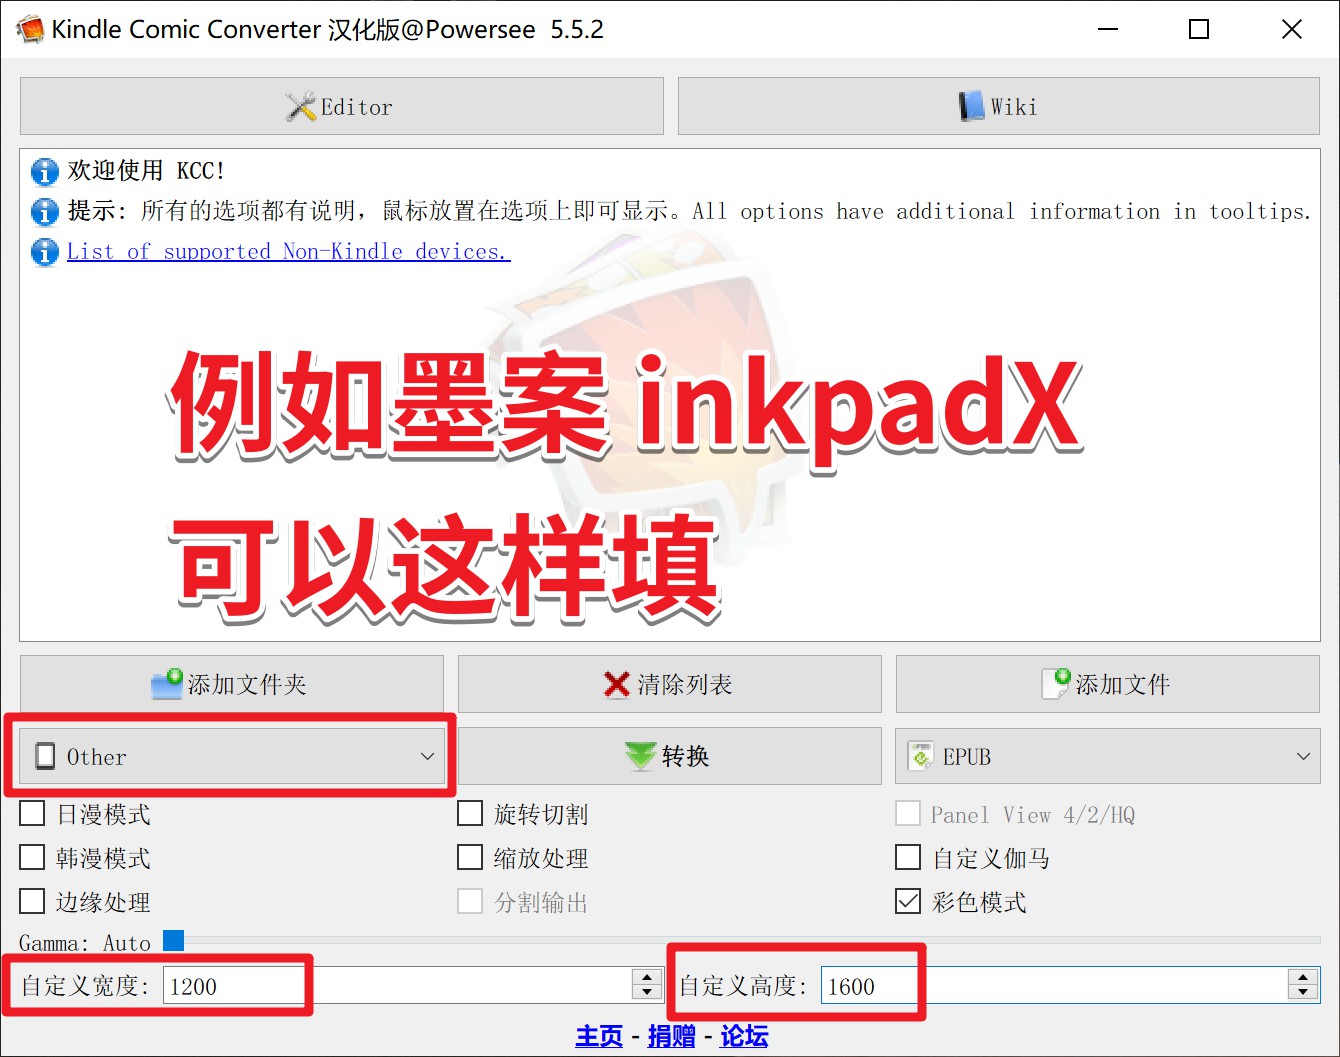 Kindle Comic Converter 汉化版@Powersee 5.5.2
Editor
Wiki
欢迎使用 KCC!
提示: 所有的选项都有说明，鼠标放置在选项上即可显示。All options have additional information in tooltips.
List of supported Non-Kindle devices.
例如墨案 inkpadX
可以这样填
添加文件夹
清除列表
添加文件
Other
转换
EPUB
日漫模式
旋转切割
Panel View 4/2/HQ
韩漫模式
缩放处理
自定义伽马
边缘处理
分割输出
彩色模式
Gamma: Auto
自定义宽度: 1200
自定义高度: 1600
主页 - 捐赠 - 论坛